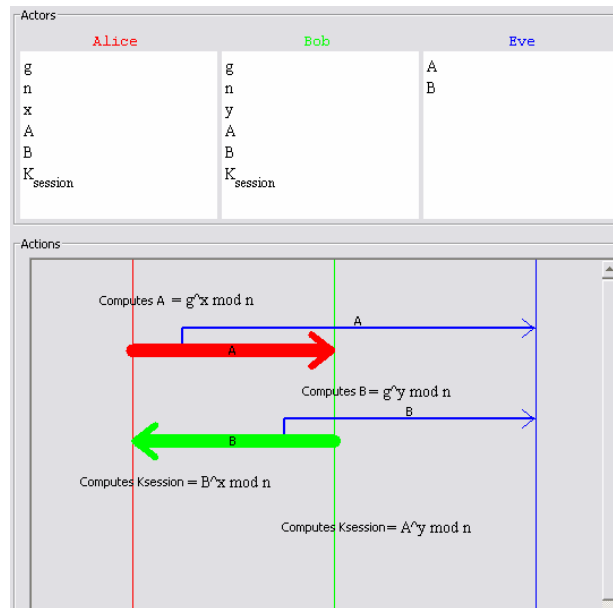 Actors
Alice Bob Eve
g g A
n n B
x y
A A
B B
Ksession Ksession
Actions
Computes A = g^x mod n
A
A
Computes B = g^y mod n
B
B
Computes Ksession = B^x mod n
Computes Ksession = A^y mod n